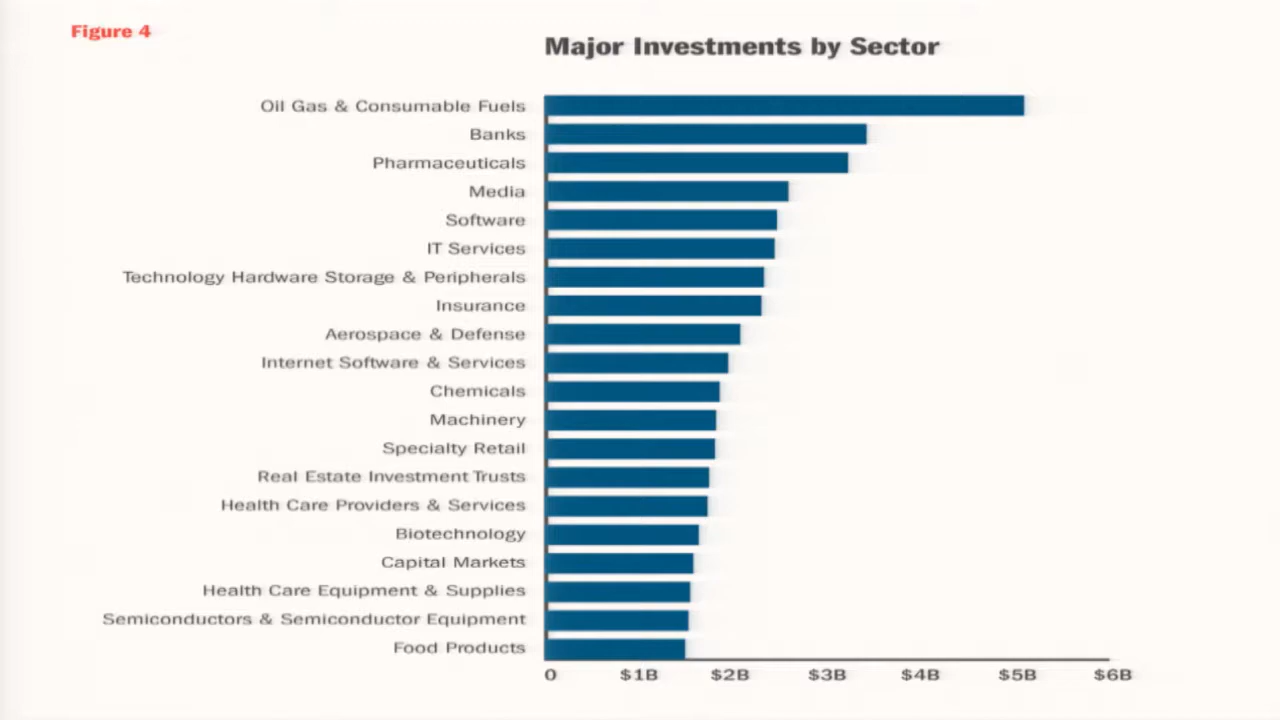 Figure 4
Major Investments by Sector
Oil Gas & Consumable Fuels
Banks
Pharmaceuticals
Media
Software
IT Services
Technology Hardware Storage & Peripherals
Insurance
Aerospace & Defense
Internet Software & Services
Chemicals
Machinery
Specialty Retail
Real Estate Investment Trusts
Health Care Providers & Services
Biotechnology
Capital Markets
Health Care Equipment & Supplies
Semiconductors & Semiconductor Equipment
Food Products
0 $1B $2B $3B $4B $5B $6B